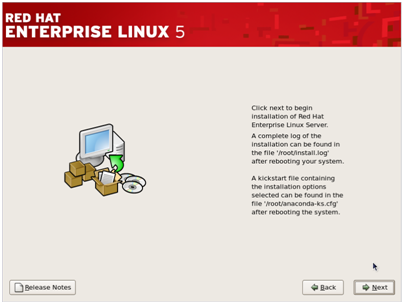 RED HAT
ENTERPRISE LINUX 5
Click next to begin
installation of Red Hat
Enterprise Linux Server.
A complete log of the
installation can be found in
the file '/root/install.log'
after rebooting your system.
A kickstart file containing
the installation options
selected can be found in the
file '/root/anaconda-ks.cfg'
after rebooting the system.
Release Notes
Back
Next